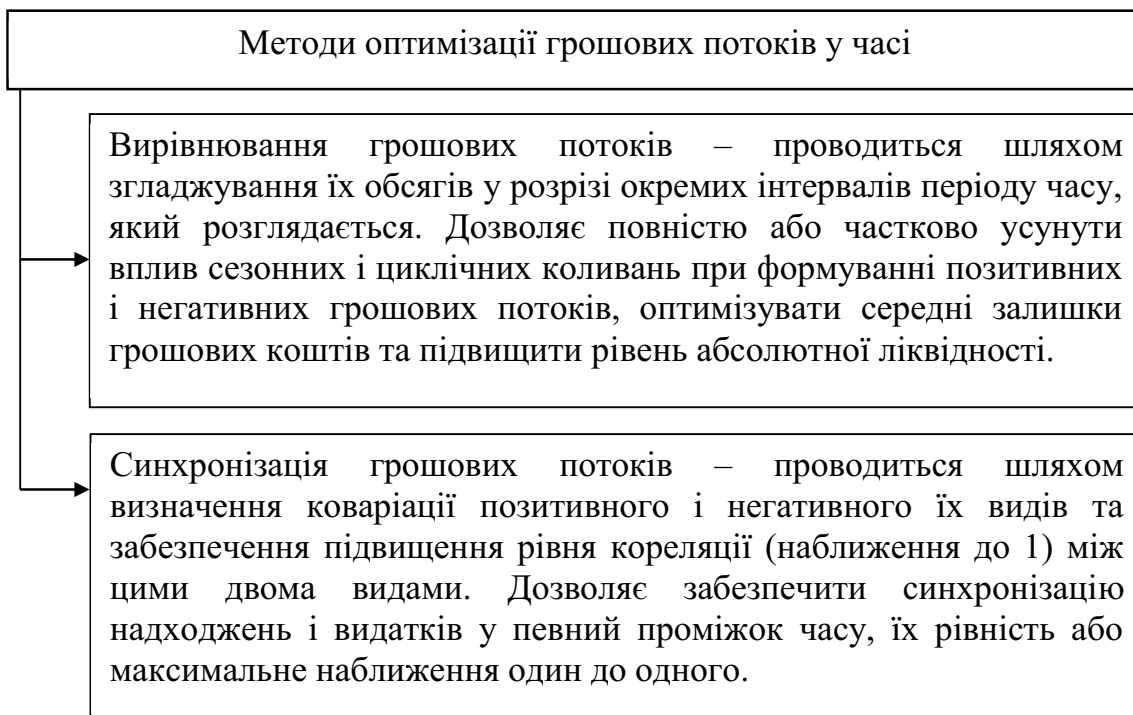 Методи оптимізації грошових потоків у часі
Вирівнювання грошових потоків – проводиться шляхом
згладжування їх обсягів у розрізі окремих інтервалів періоду часу,
який розглядається. Дозволяє повністю або частково усунути
вплив сезонних і циклічних коливань при формуванні позитивних
і негативних грошових потоків, оптимізувати середні залишки
грошових коштів та підвищити рівень абсолютної ліквідності.
Синхронізація грошових потоків – проводиться шляхом
визначення коваріації позитивного і негативного їх видів та
забезпечення підвищення рівня кореляції (наближення до 1) між
цими двома видами. Дозволяє забезпечити синхронізацію
надходжень і видатків у певний проміжок часу, їх рівність або
максимальне наближення один до одного.